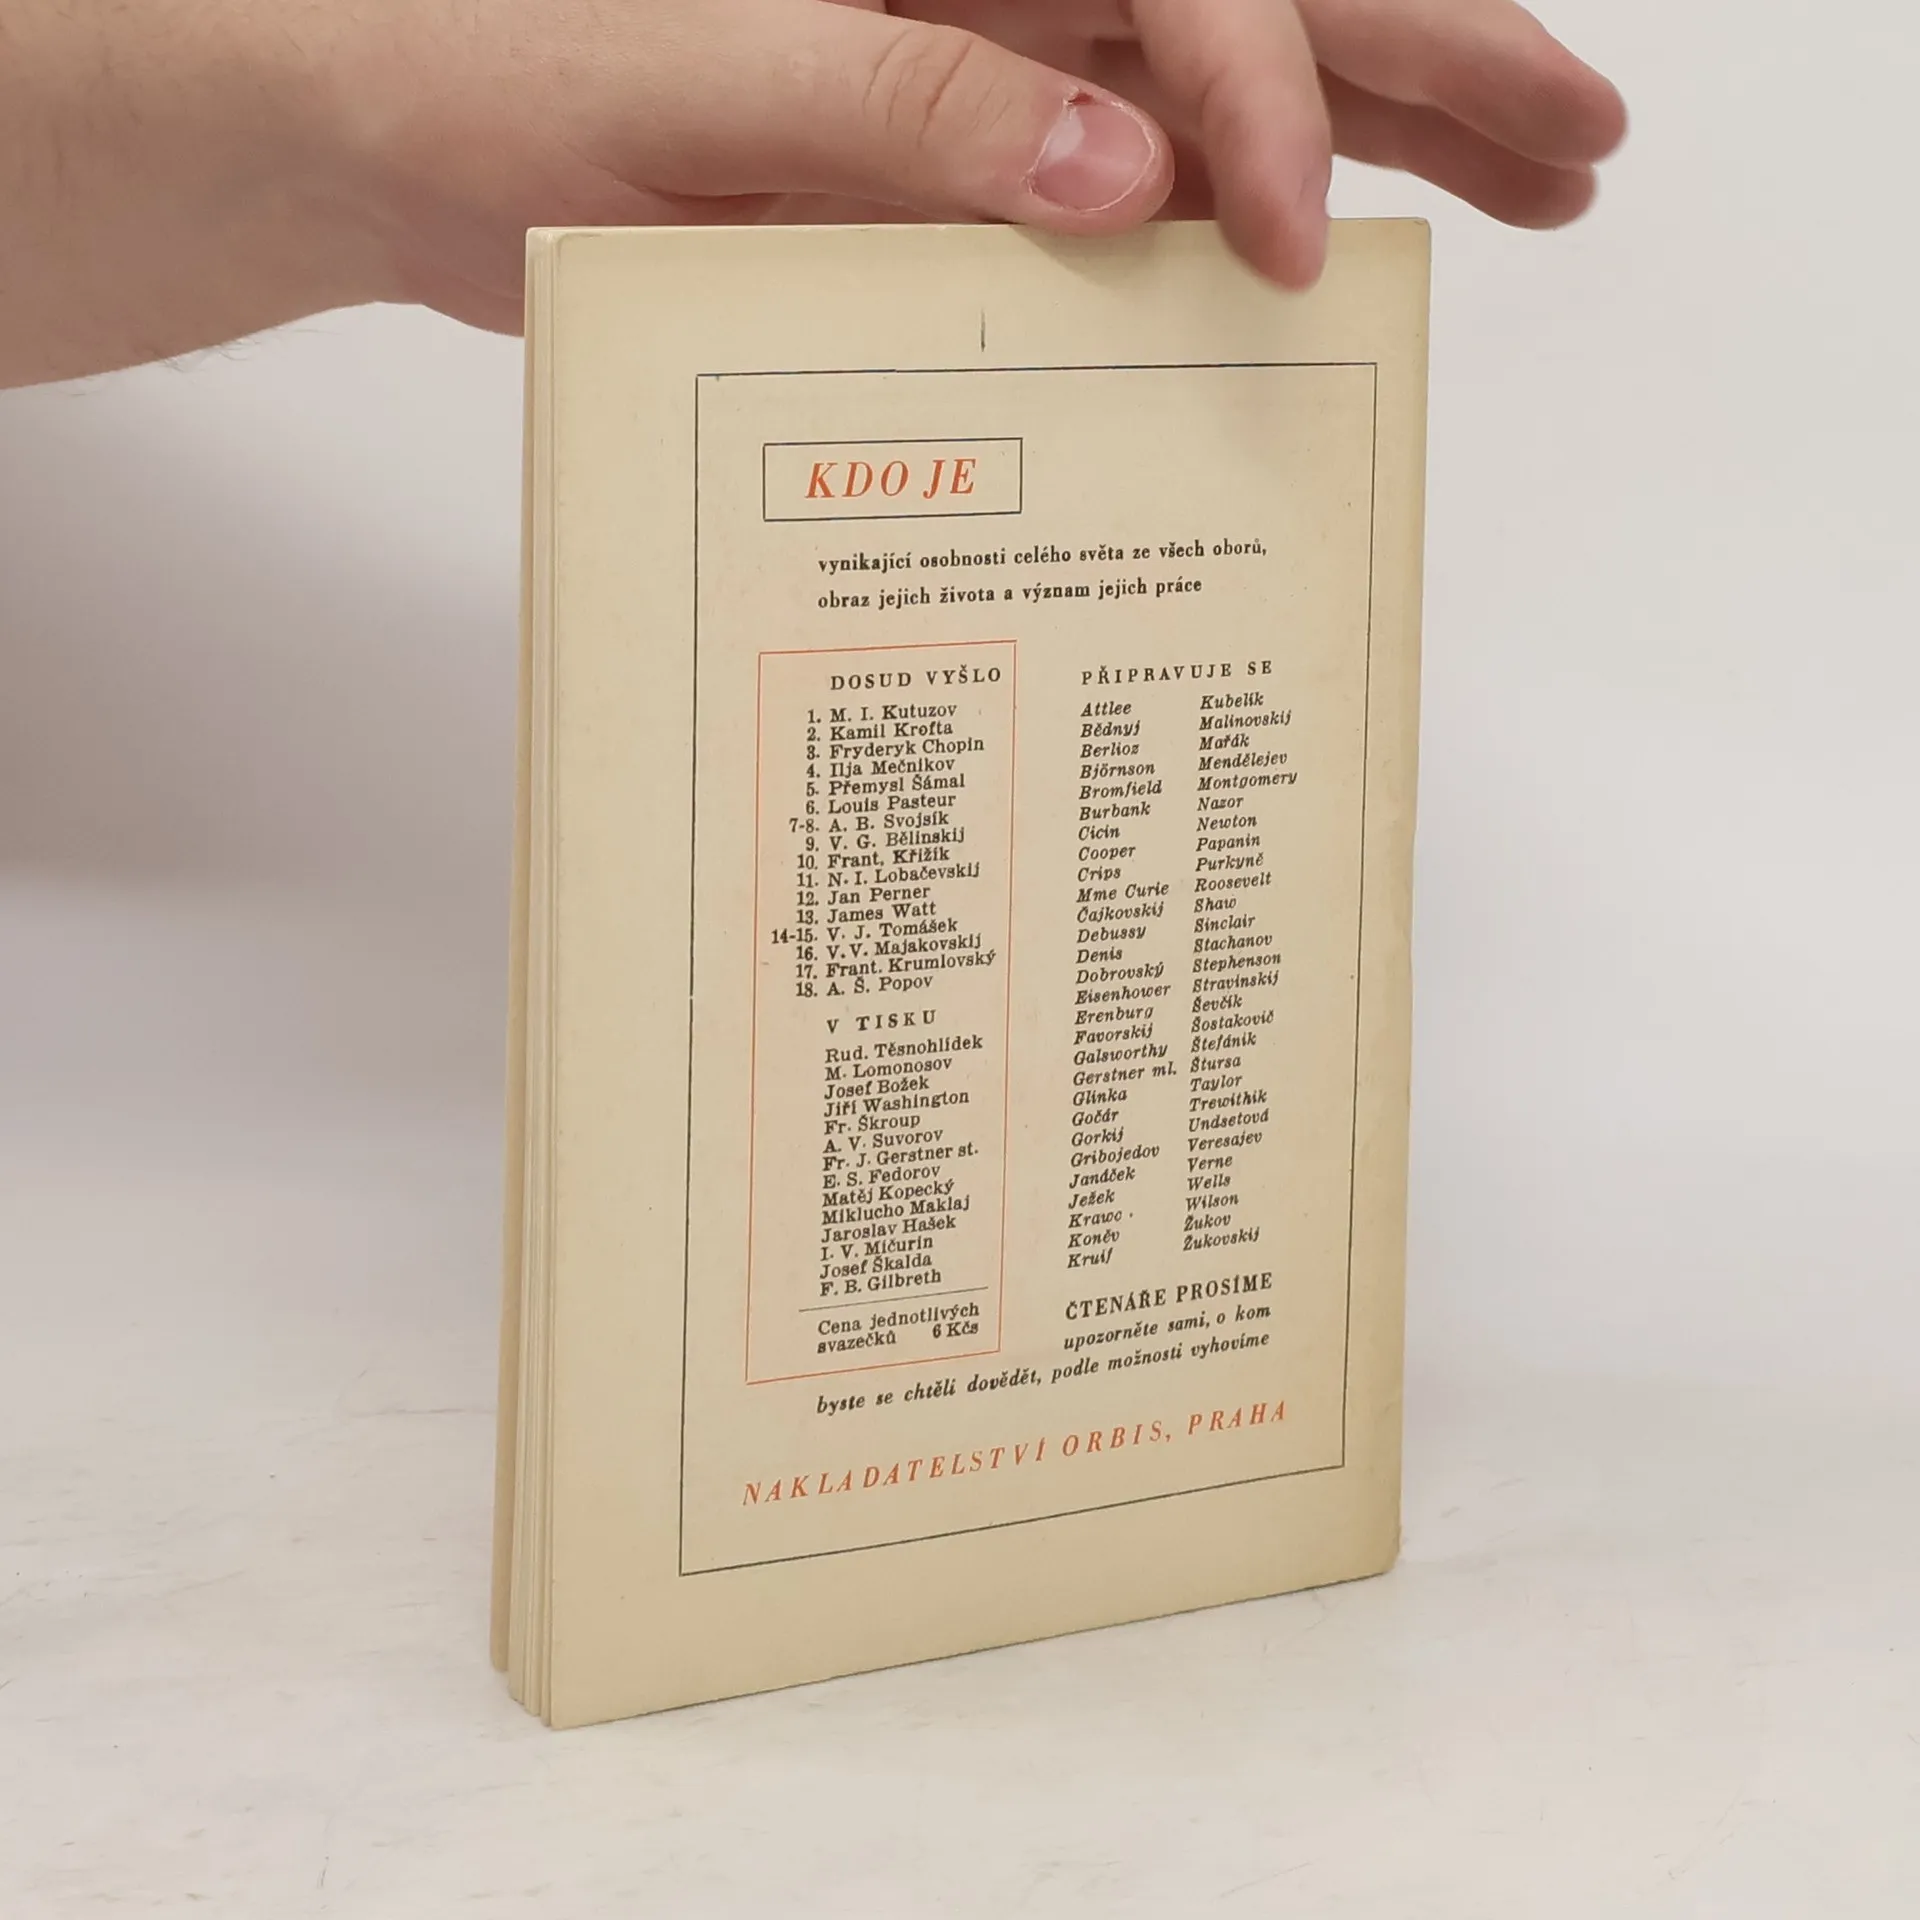 KDO JE
vynikající osobnosti celého světa ze všech oborů,
obraz jejich života a význam jejich práce
DOSUD VYŠLO
1. M. I. Kutuzov
2. Kamil Krofta
3. Fryderyk Chopin
4. Ilja Mečnikov
5. Přemysl Šámal
6. Louis Pasteur
7-8. A. B. Svojsík
9. V. G. Bělinskij
10. Frant. Křižík
11. N. I. Lobačevskij
12. Jan Perner
13. James Watt
14-15. V. J. Tomášek
16. V. V. Majakovskij
17. Frant. Krumlovský
18. A. Š. Popov
V TISKU
Rud. Těsnohlídek
M. Lomonosov
Josef Božek
Jiří Washington
Fr. Škroup
A. V. Suvorov
Fr. J. Gerstner st.
E. S. Fedorov
Matěj Kopecký
Miklucho Maklaj
Jaroslav Hašek
I. V. Mičurin
Josef Škalda
F. B. Gilbreth
Cena jednotlivých
svazečků 6 Kčs
PŘIPRAVUJE SE
Attlee
Bědnyj
Berlioz
Björnson
Bromfield
Burbank
Cicin
Cooper
Crips
Mme Curie
Čajkovskij
Debussy
Denis
Dobrovský
Eisenhower
Erenburg
Favorskij
Galsworthy
Gerstner ml.
Glinka
Gočár
Gorkij
Gribojedov
Janáček
Ježek
Krawc
Koněv
Kruif
Kubelík
Malinovskij
Mařák
Mendělejev
Montgomery
Nazor
Newton
Papanin
Purkyně
Roosevelt
Shaw
Sinclair
Stachanov
Stephenson
Stravinskij
Ševčík
Šostakovič
Štefánik
Štursa
Taylor
Trewithik
Undsetová
Veresajev
Verne
Wells
Wilson
Žukov
Žukovskij
ČTENÁŘE PROSÍME
upozorněte sami, o kom
byste se chtěli dovědět, podle možnosti vyhovíme
NAKLADATELSTVÍ ORBIS, PRAHA